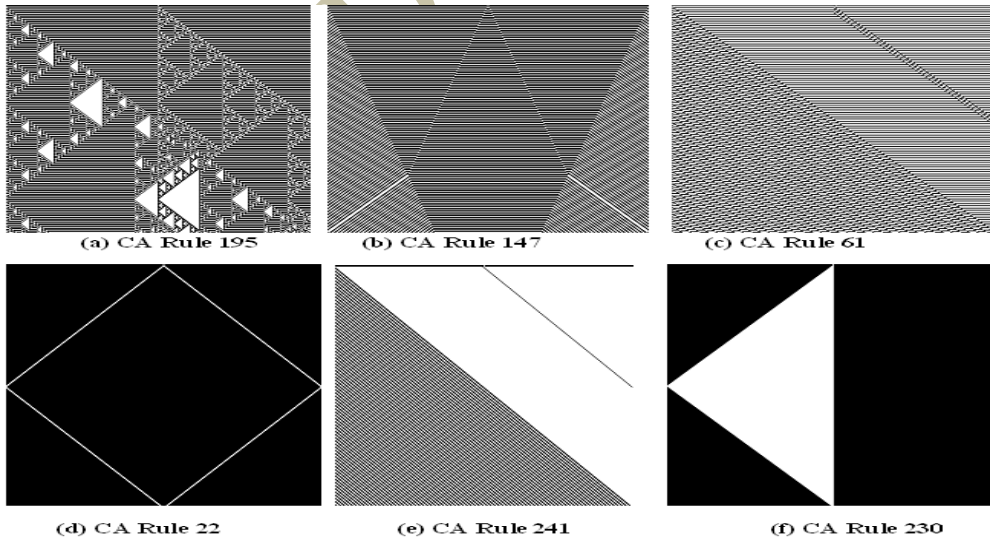 (a) CA Rule 195
(b) CA Rule 147
(c) CA Rule 61
(d) CA Rule 22
(e) CA Rule 241
(f) CA Rule 230